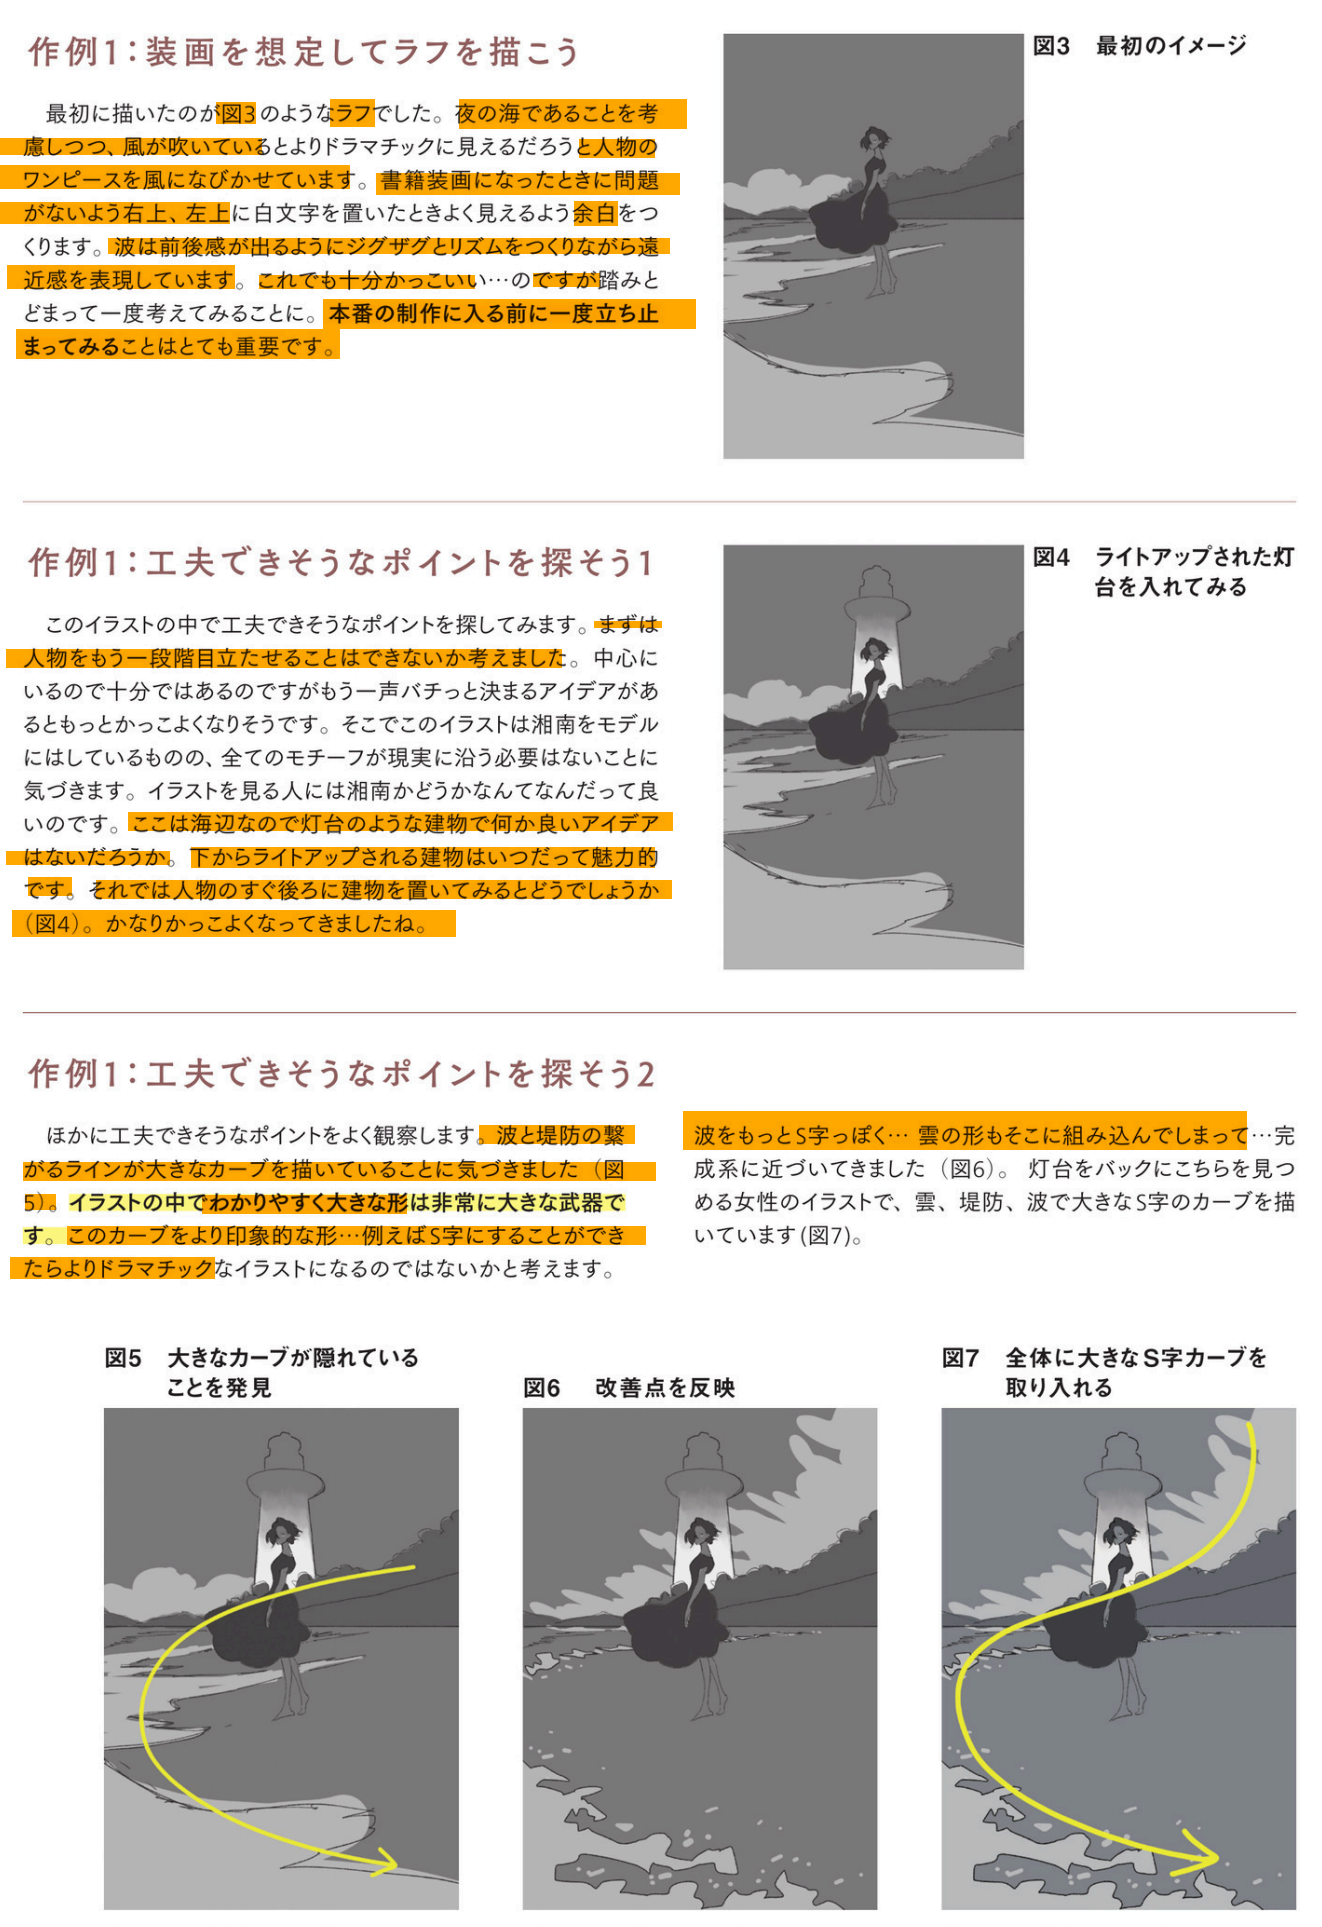 作例1：装画を想定してラフを描こう
最初に描いたのが図3のようなラフでした。夜の海であることを考
慮しつつ、風が吹いているとよりドラマチックに見えるだろうと人物の
ワンピースを風になびかせています。書籍装画になったときに問題
がないよう右上、左上に白文字を置いたときよく見えるよう余白をつ
くります。波は前後感が出るようにジグザグとリズムをつくりながら遠
近感を表現しています。これでも十分かっこいい…のですが踏みと
どまって一度考えてみることに。本番の制作に入る前に一度立ち止
まってみることはとても重要です。
図3　最初のイメージ
作例1：工夫できそうなポイントを探そう1
このイラストの中で工夫できそうなポイントを探してみます。まずは
人物をもう一段階目立たせることはできないか考えました。中心に
いるので十分ではあるのですがもう一声バチっと決まるアイデアがあ
るともっとかっこよくなりそうです。そこでこのイラストは湘南をモデル
にはしているものの、全てのモチーフが現実に沿う必要はないことに
気づきます。イラストを見る人には湘南かどうかなんてなんだって良
いのです。ここは海辺なので灯台のような建物で何か良いアイデア
はないだろうか。下からライトアップされる建物はいつだって魅力的
です。それでは人物のすぐ後ろに建物を置いてみるとどうでしょうか
（図4）。かなりかっこよくなってきましたね。
図4　ライトアップされた灯
台を入れてみる
作例1：工夫できそうなポイントを探そう2
ほかに工夫できそうなポイントをよく観察します。波と堤防の繋
がるラインが大きなカーブを描いていることに気づきました（図
5）。イラストの中でわかりやすく大きな形は非常に大きな武器で
す。このカーブをより印象的な形…例えばS字にすることができ
たらよりドラマチックなイラストになるのではないかと考えます。
波をもっとS字っぽく… 雲の形もそこに組み込んでしまって…完
成系に近づいてきました（図6）。灯台をバックにこちらを見つ
める女性のイラストで、雲、堤防、波で大きなS字のカーブを描
いています(図7)。
図5　大きなカーブが隠れている
ことを発見
図6　改善点を反映
図7　全体に大きなS字カーブを
取り入れる